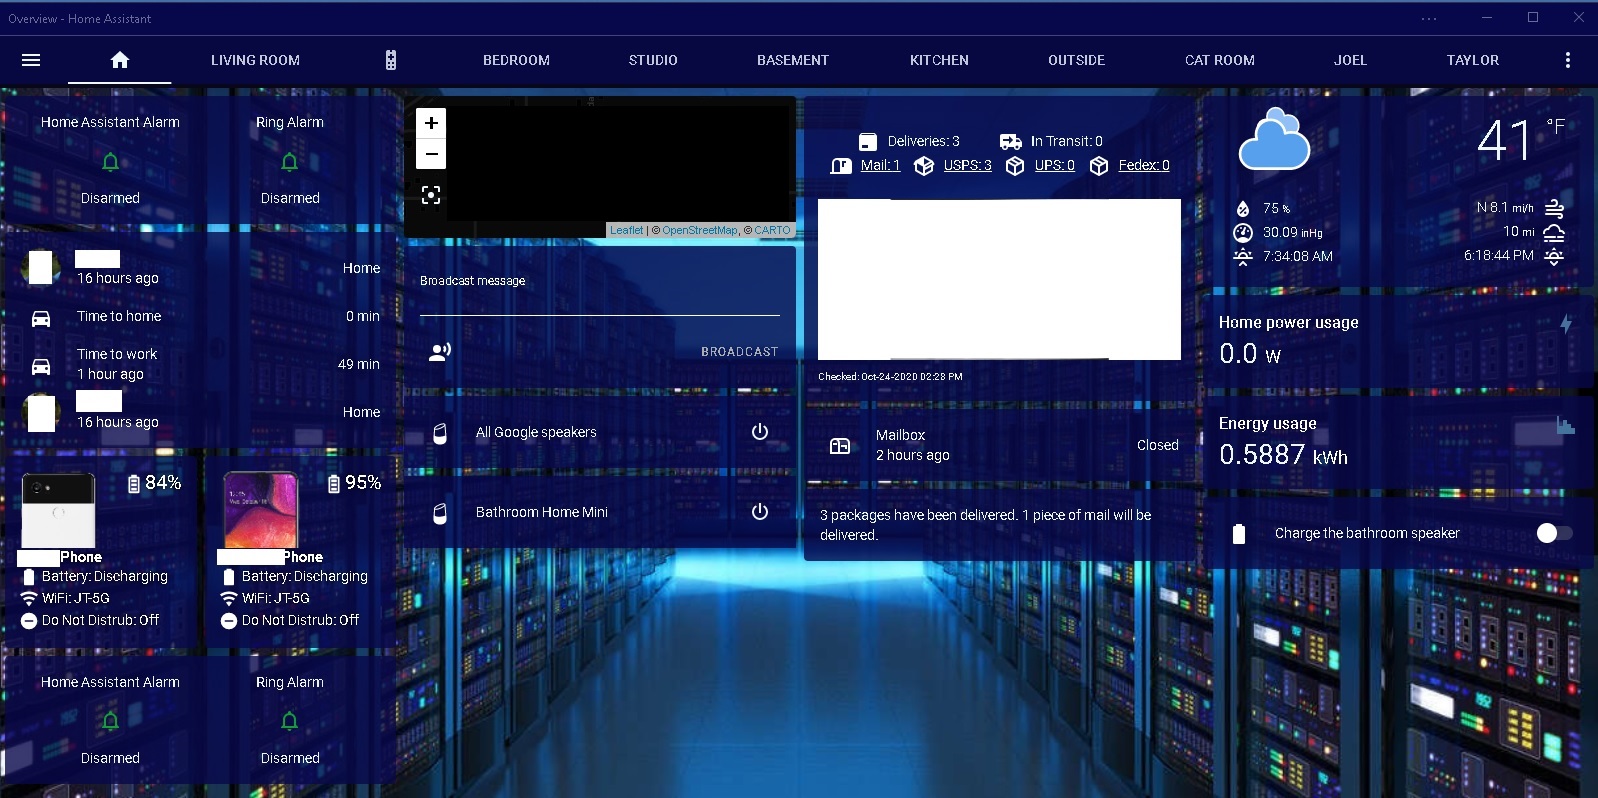 Overview - Home Assistant
LIVING ROOM
BEDROOM
STUDIO
BASEMENT
KITCHEN
OUTSIDE
CAT ROOM
JOEL
TAYLOR
Home Assistant Alarm
Ring Alarm
Disarmed
Disarmed
16 hours ago
Home
Time to home
0 min
Time to work
1 hour ago
49 min
16 hours ago
Home
84%
Phone
Battery: Discharging
WiFi: JT-5G
Do Not Distrub: Off
95%
Phone
Battery: Discharging
WiFi: JT-5G
Do Not Distrub: Off
Home Assistant Alarm
Ring Alarm
Disarmed
Disarmed
+
−
Leaflet | © OpenStreetMap, © CARTO
Broadcast message
BROADCAST
All Google speakers
Bathroom Home Mini
Deliveries: 3
In Transit: 0
Mail: 1
USPS: 3
UPS: 0
Fedex: 0
Checked: Oct-24-2020 02:28 PM
Mailbox
2 hours ago
Closed
3 packages have been delivered. 1 piece of mail will be
delivered.
41 °F
75 %
N 8.1 mi/h
30.09 inHg
10 mi
7:34:08 AM
6:18:44 PM
Home power usage
0.0 W
Energy usage
0.5887 kWh
Charge the bathroom speaker